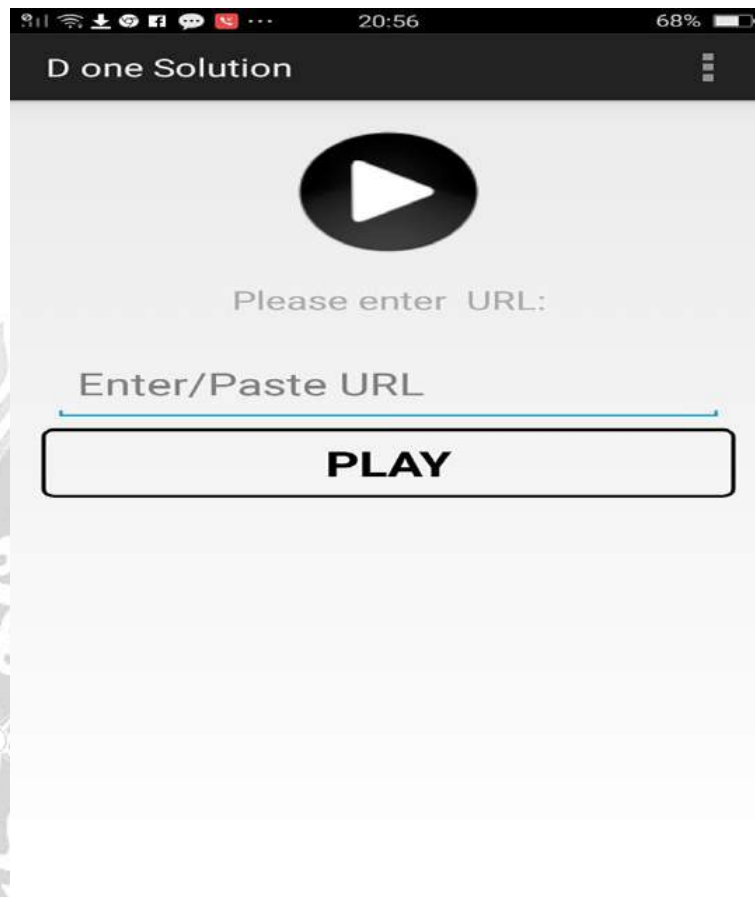 20:56
68%
D one Solution
Please enter  URL:
Enter/Paste URL
PLAY